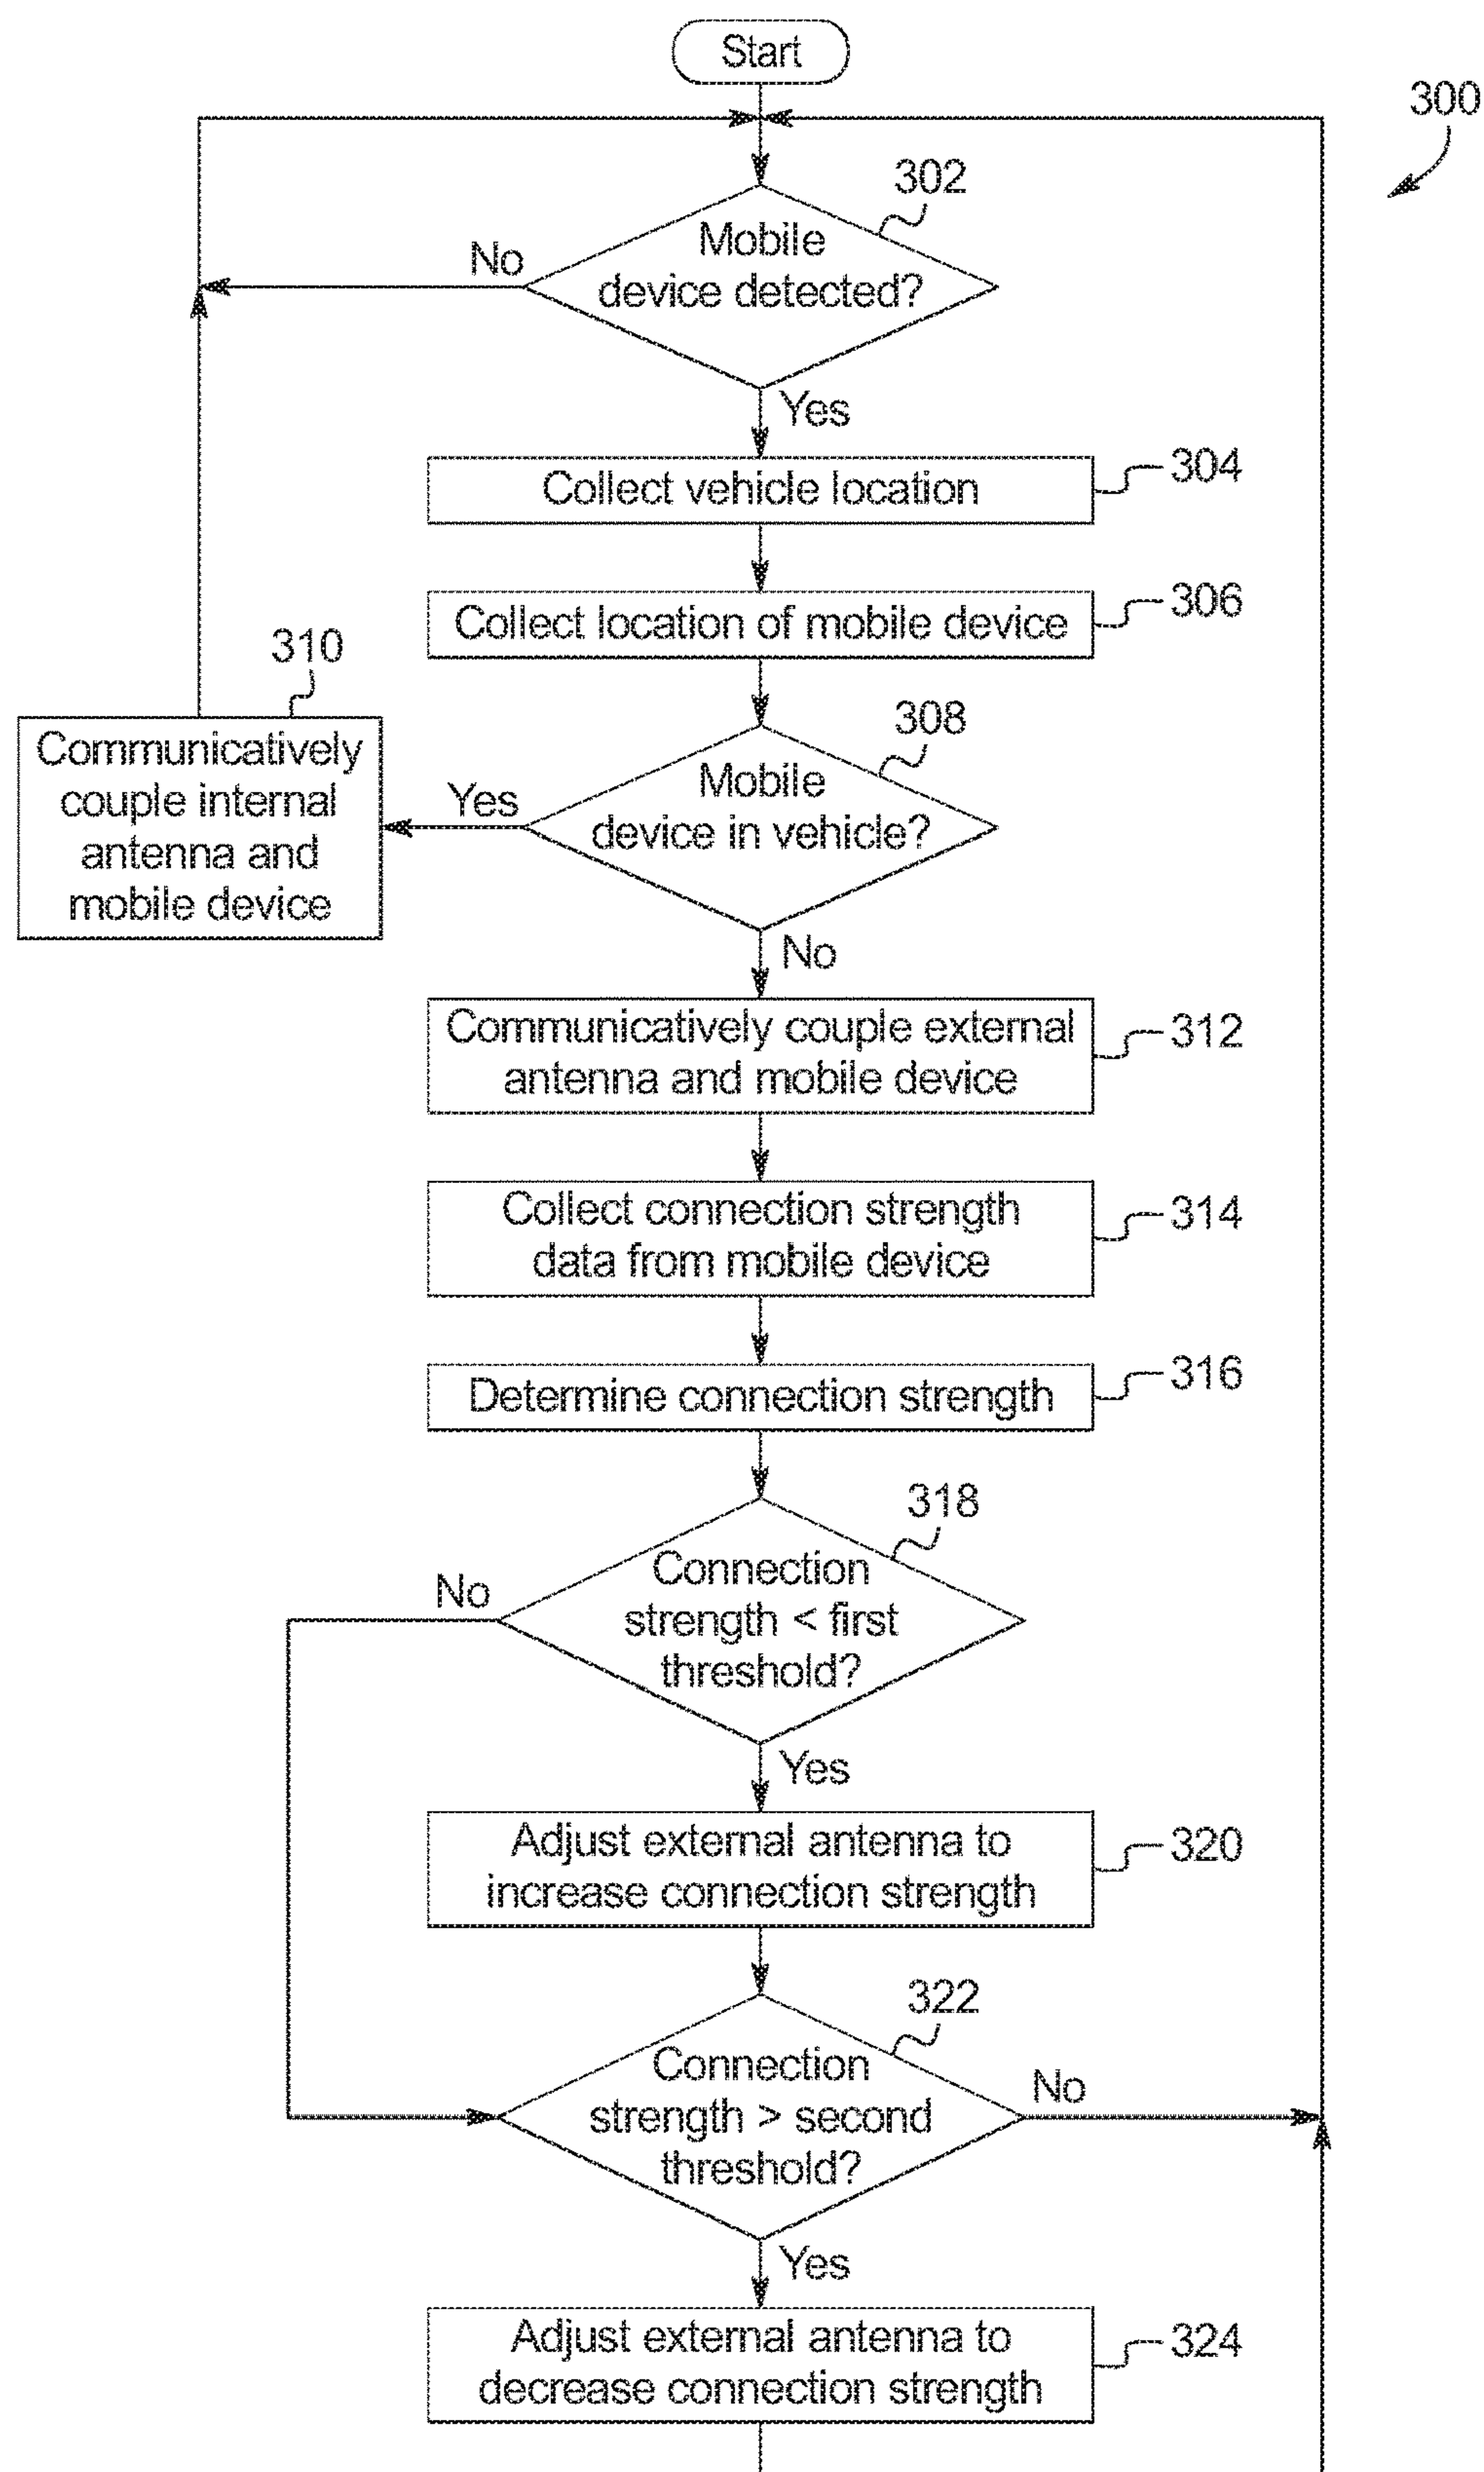 Start
300
302
Mobile
device detected?
No
Yes
Collect vehicle location
304
Collect location of mobile device
306
310
Communicatively
couple internal
antenna and
mobile device
308
Mobile
device in vehicle?
Yes
No
Communicatively couple external
antenna and mobile device
312
Collect connection strength
data from mobile device
314
Determine connection strength
316
318
Connection
strength < first
threshold?
No
Yes
Adjust external antenna to
increase connection strength
320
322
Connection
strength > second
threshold?
No
Yes
Adjust external antenna to
decrease connection strength
324